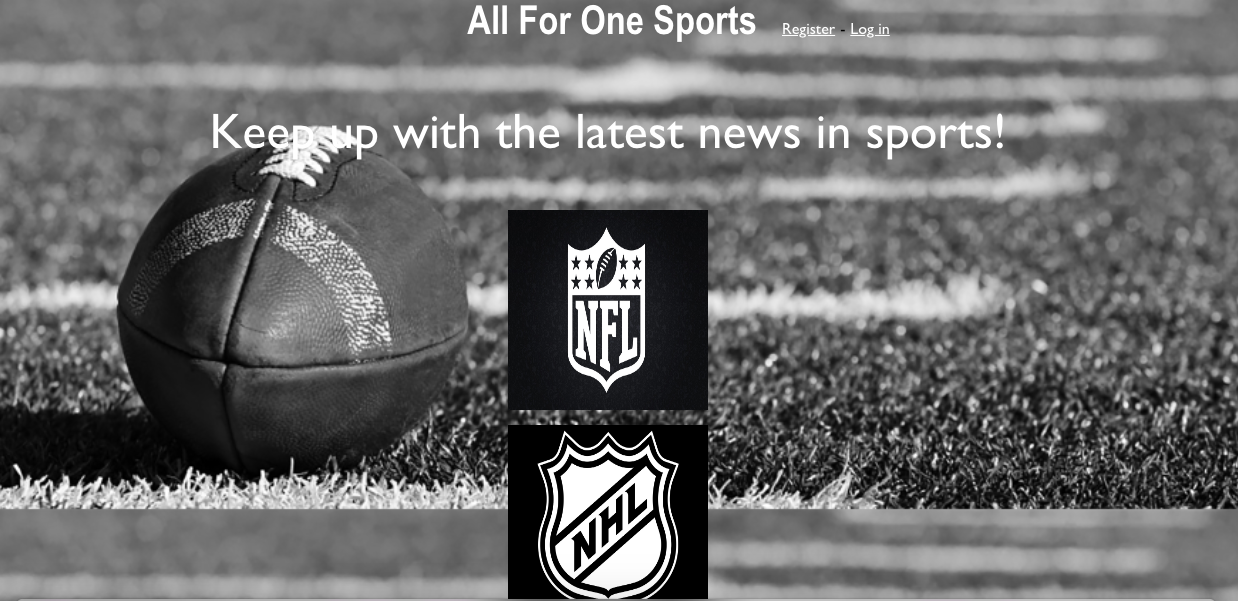 All For One Sports
Register - Log in
Keep up with the latest news in sports!
NFL
NHL